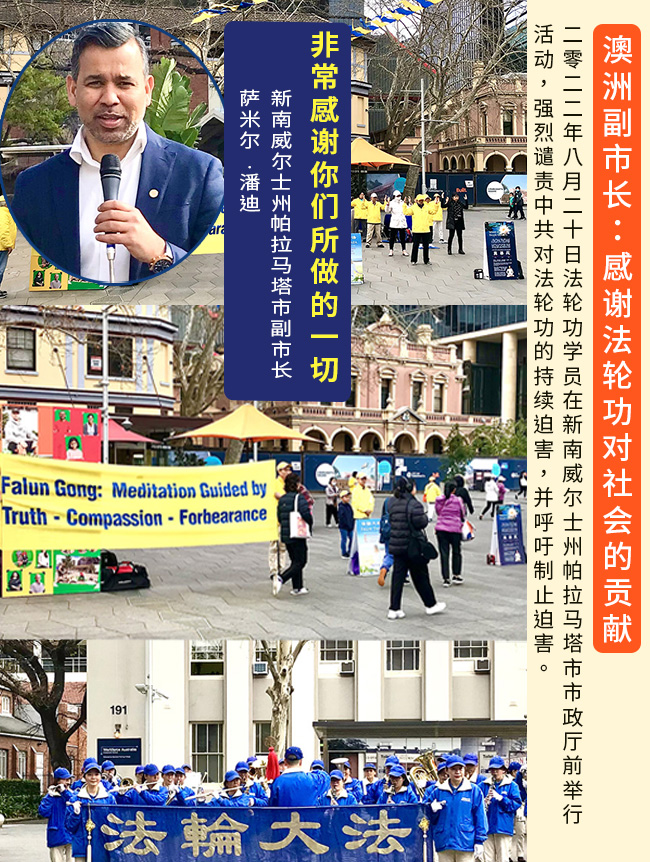 澳洲副市长：感谢法轮功对社会的贡献
二零二二年八月二十日法轮功学员在新南威尔士州帕拉马塔市市政厅前举行
活动，强烈谴责中共对法轮功的持续迫害，并呼吁制止迫害。
非常感谢你们所做的一切
新南威尔士州帕拉马塔市副市长
萨米尔·潘迪
Falun Gong: Meditation Guided by
Truth - Compassion - Forbearance
191
法輪大法